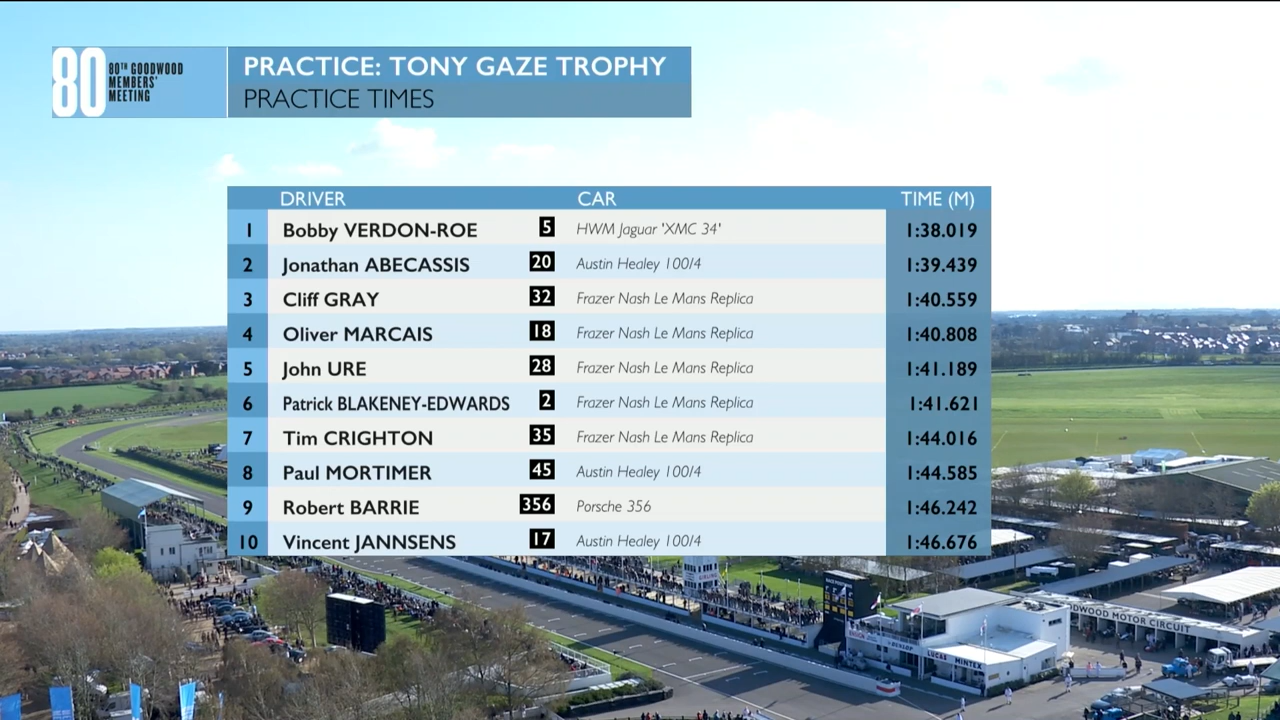 80
80TH GOODWOOD
MEMBERS'
MEETING
PRACTICE: TONY GAZE TROPHY
PRACTICE TIMES
DRIVER CAR TIME (M)
1 Bobby VERDON-ROE 5 HWM Jaguar 'XMC 34' 1:38.019
2 Jonathan ABECASSIS 20 Austin Healey 100/4 1:39.439
3 Cliff GRAY 32 Frazer Nash Le Mans Replica 1:40.559
4 Oliver MARCAIS 18 Frazer Nash Le Mans Replica 1:40.808
5 John URE 28 Frazer Nash Le Mans Replica 1:41.189
6 Patrick BLAKENEY-EDWARDS 2 Frazer Nash Le Mans Replica 1:41.621
7 Tim CRIGHTON 35 Frazer Nash Le Mans Replica 1:44.016
8 Paul MORTIMER 45 Austin Healey 100/4 1:44.585
9 Robert BARRIE 356 Porsche 356 1:46.242
10 Vincent JANNSENS 17 Austin Healey 100/4 1:46.676
DWOOD MOTOR CIRCUIT
DUNLOP
LUCAS MINTEX